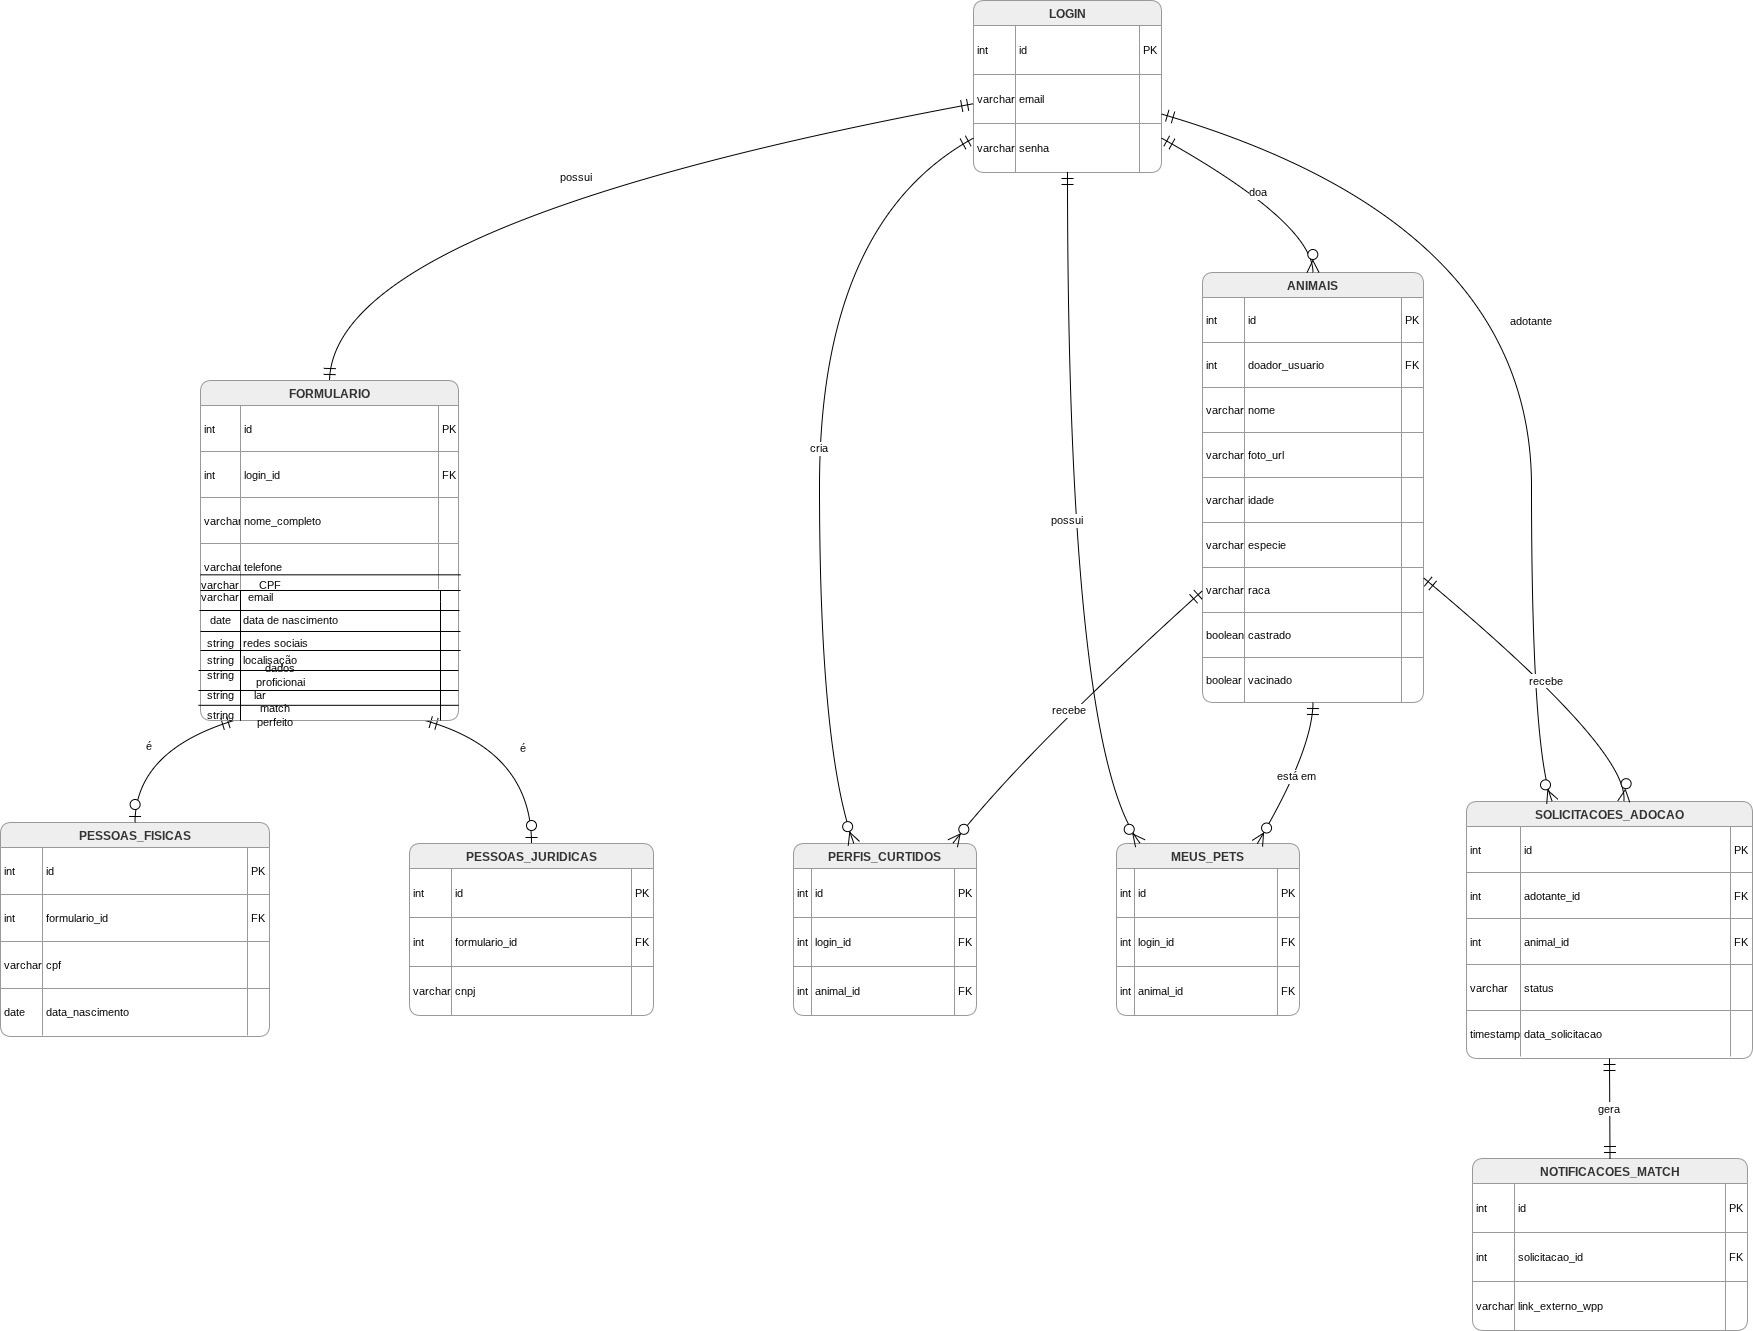 LOGIN
int id PK
varchar email
varchar senha
possui
doa
adotante
cria
possui
ANIMAIS
int id PK
int doador_usuario FK
varchar nome
varchar foto_url
varchar idade
varchar especie
varchar raca
boolean castrado
boolear vacinado
FORMULARIO
int id PK
int login_id FK
varchar nome_completo
varchar telefone
varchar CPF
varchar email
date data de nascimento
string redes sociais
string localisação
string dados
proficionai
string lar
string match
perfeito
é
é
recebe
está em
recebe
PESSOAS_FISICAS
int id PK
int formulario_id FK
varchar cpf
date data_nascimento
PESSOAS_JURIDICAS
int id PK
int formulario_id FK
varchar cnpj
PERFIS_CURTIDOS
int id PK
int login_id FK
int animal_id FK
MEUS_PETS
int id PK
int login_id FK
int animal_id FK
SOLICITACOES_ADOCAO
int id PK
int adotante_id FK
int animal_id FK
varchar status
timestamp data_solicitacao
gera
NOTIFICACOES_MATCH
int id PK
int solicitacao_id FK
varchar link_externo_wpp